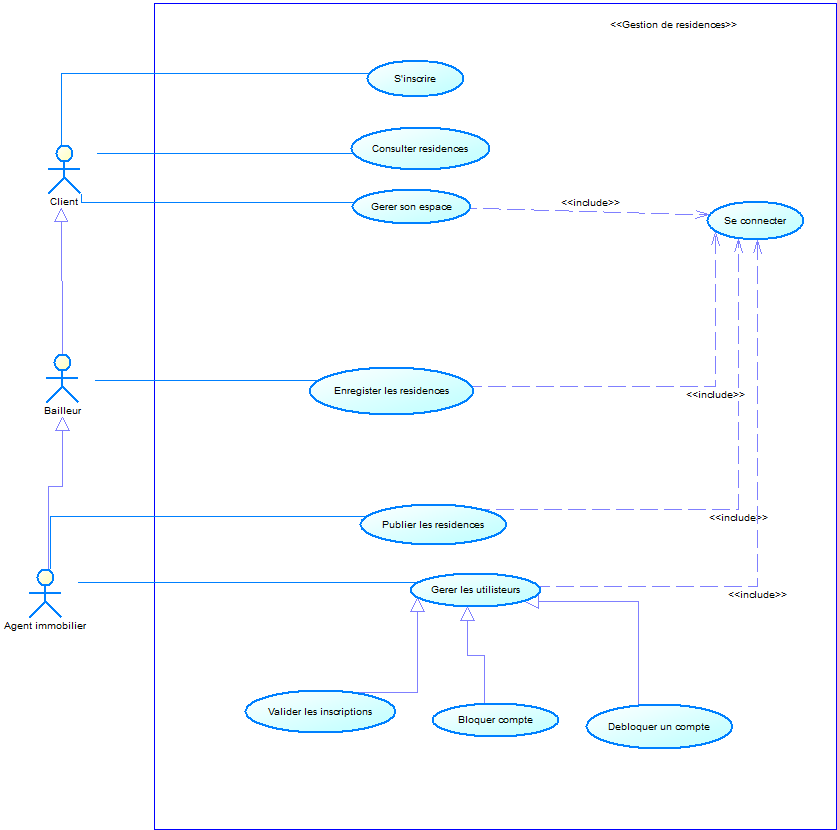 <<Gestion de residences>>
S'inscrire
Consulter residences
Client
Gerer son espace
<<include>>
Se connecter
Bailleur
Enregister les residences
<<include>>
Publier les residences
<<include>>
Agent immobilier
Gerer les utilisteurs
<<include>>
Valider les inscriptions
Bloquer compte
Debloquer un compte